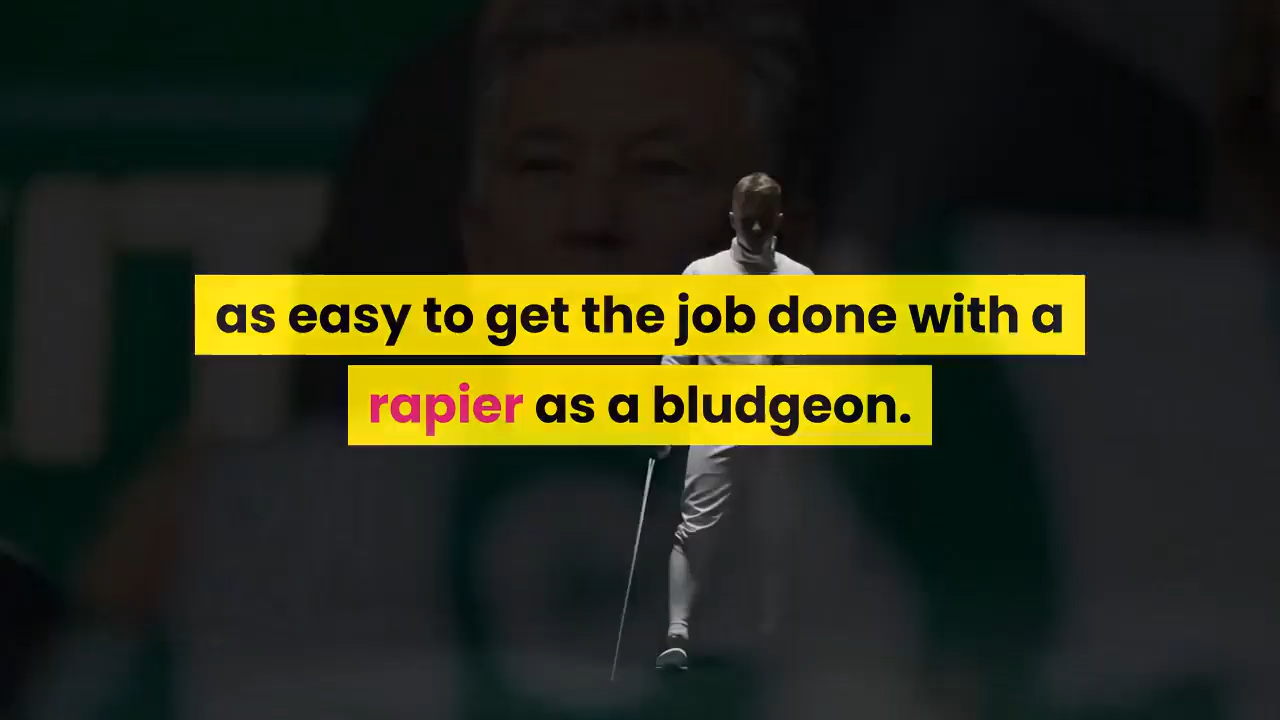 as easy to get the job done with a
rapier as a bludgeon.